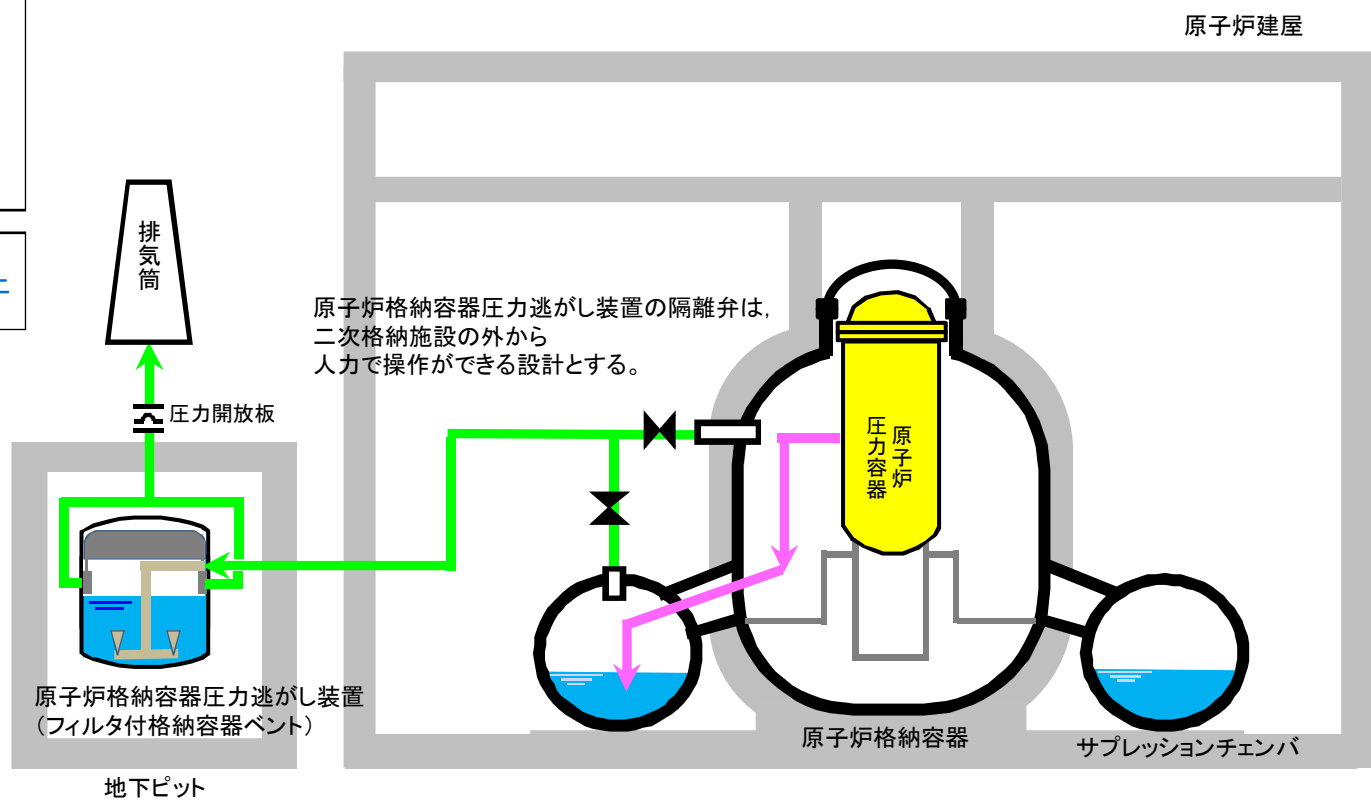 原子炉建屋
排気筒
原子炉格納容器圧力逃がし装置の隔離弁は,
二次格納施設の外から
人力で操作ができる設計とする。
圧力開放板
原子炉
圧力容器
原子炉格納容器圧力逃がし装置
（フィルタ付格納容器ベント）
原子炉格納容器
サプレッションチェンバ
地下ピット